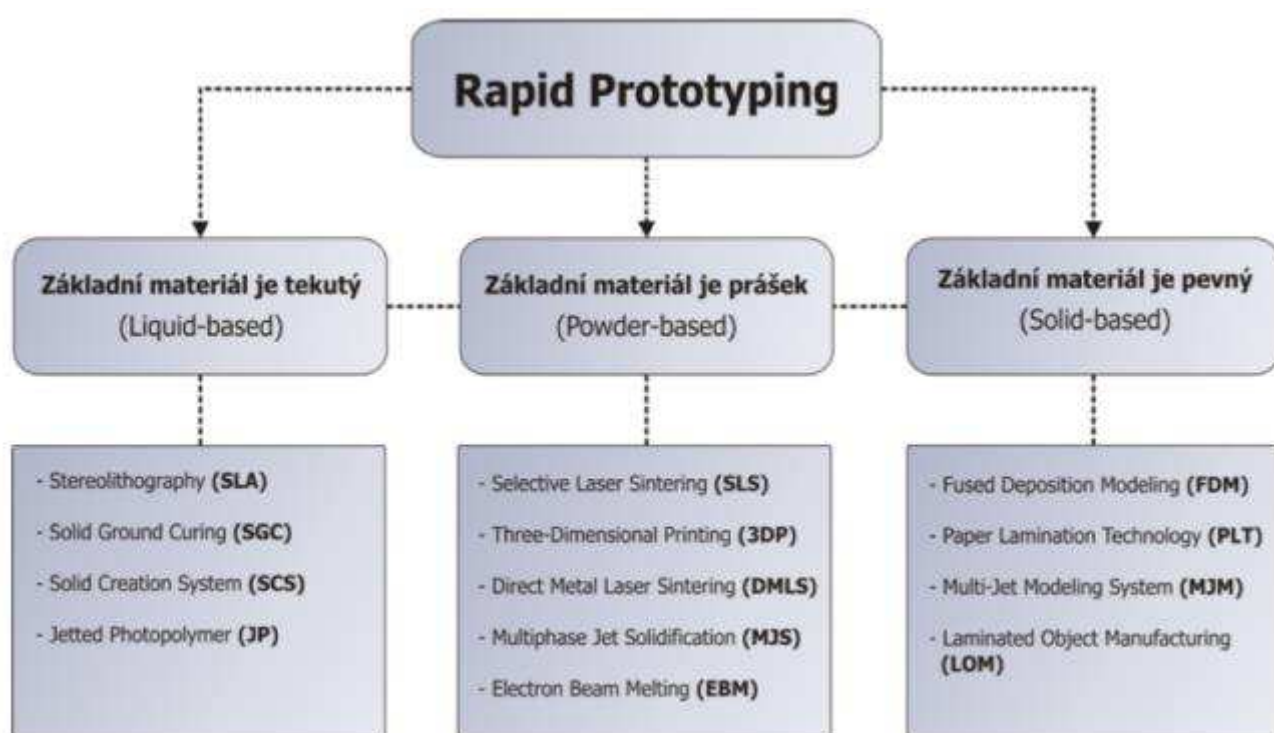 Rapid Prototyping
Základní materiál je tekutý
(Liquid-based)
Základní materiál je prášek
(Powder-based)
Základní materiál je pevný
(Solid-based)
- Stereolithography (SLA)
- Solid Ground Curing (SGC)
- Solid Creation System (SCS)
- Jetted Photopolymer (JP)
- Selective Laser Sintering (SLS)
- Three-Dimensional Printing (3DP)
- Direct Metal Laser Sintering (DMLS)
- Multiphase Jet Solidification (MJS)
- Electron Beam Melting (EBM)
- Fused Deposition Modeling (FDM)
- Paper Lamination Technology (PLT)
- Multi-Jet Modeling System (MJM)
- Laminated Object Manufacturing
(LOM)